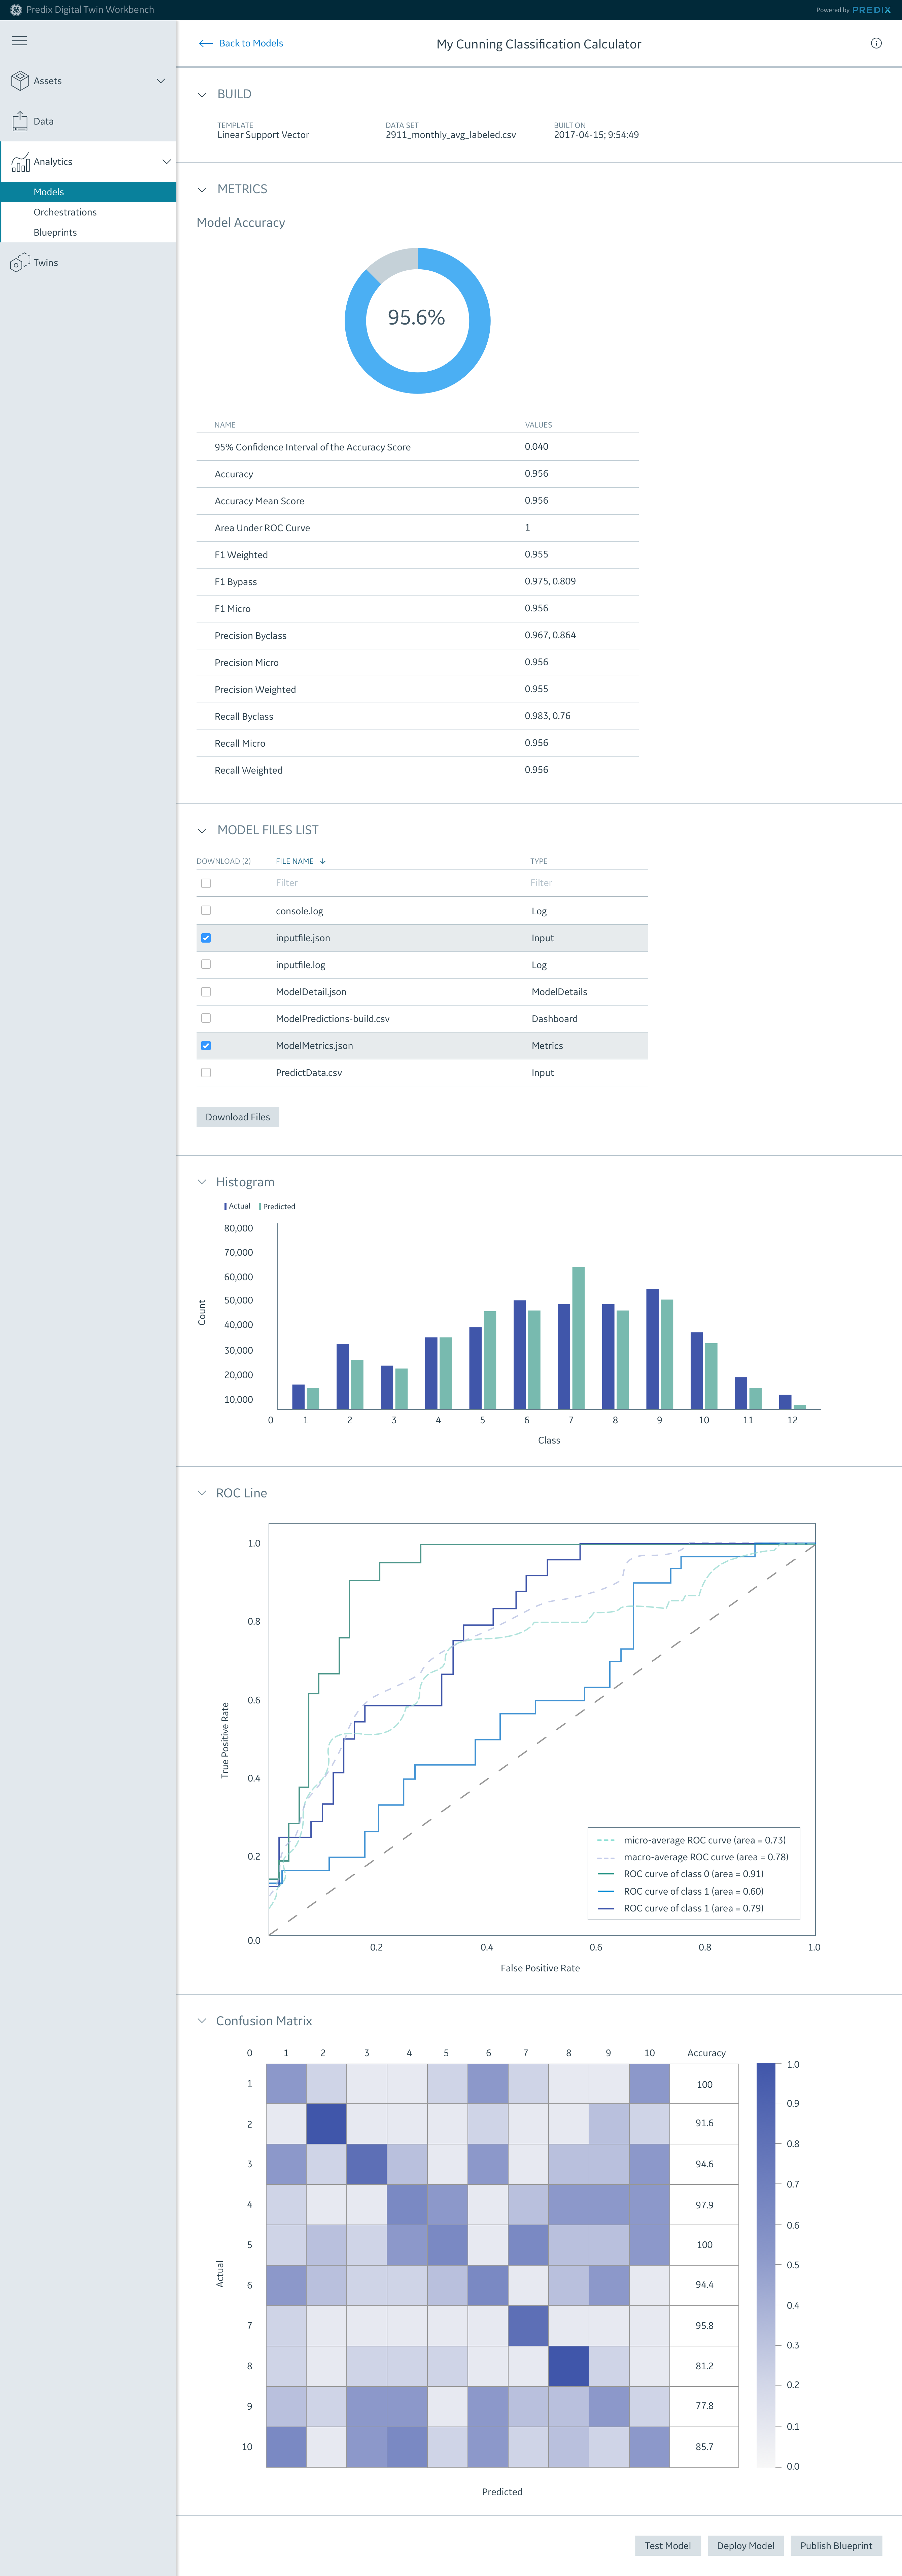 Predix Digital Twin Workbench
Powered by PREDIX
Assets
Data
Analytics
Models
Orchestrations
Blueprints
Twins
Back to Models
My Cunning Classification Calculator
BUILD
TEMPLATE DATA SET BUILT ON
Linear Support Vector 2911_monthly_avg_labeled.csv 2017-04-15; 9:54:49
METRICS
Model Accuracy
95.6%
NAME VALUES
95% Confidence Interval of the Accuracy Score 0.040
Accuracy 0.956
Accuracy Mean Score 0.956
Area Under ROC Curve 1
F1 Weighted 0.955
F1 Bypass 0.975, 0.809
F1 Micro 0.956
Precision Byclass 0.967, 0.864
Precision Micro 0.956
Precision Weighted 0.955
Recall Byclass 0.983, 0.76
Recall Micro 0.956
Recall Weighted 0.956
MODEL FILES LIST
DOWNLOAD (2) FILE NAME TYPE
Filter Filter
console.log Log
inputfile.json Input
inputfile.log Log
ModelDetail.json ModelDetails
ModelPredictions-build.csv Dashboard
ModelMetrics.json Metrics
PredictData.csv Input
Download Files
Histogram
Actual Predicted
80,000
70,000
60,000
50,000
40,000
30,000
20,000
10,000
Count
0 1 2 3 4 5 6 7 8 9 10 11 12
Class
ROC Line
1.0
0.8
0.6
0.4
0.2
0.0
True Positive Rate
micro-average ROC curve (area = 0.73)
macro-average ROC curve (area = 0.78)
ROC curve of class 0 (area = 0.91)
ROC curve of class 1 (area = 0.60)
ROC curve of class 1 (area = 0.79)
0.2 0.4 0.6 0.8 1.0
False Positive Rate
Confusion Matrix
0 1 2 3 4 5 6 7 8 9 10 Accuracy
1 100
2 91.6
3 94.6
4 97.9
5 100
6 94.4
7 95.8
8 81.2
9 77.8
10 85.7
Actual
Predicted
1.0
0.9
0.8
0.7
0.6
0.5
0.4
0.3
0.2
0.1
0.0
Test Model Deploy Model Publish Blueprint